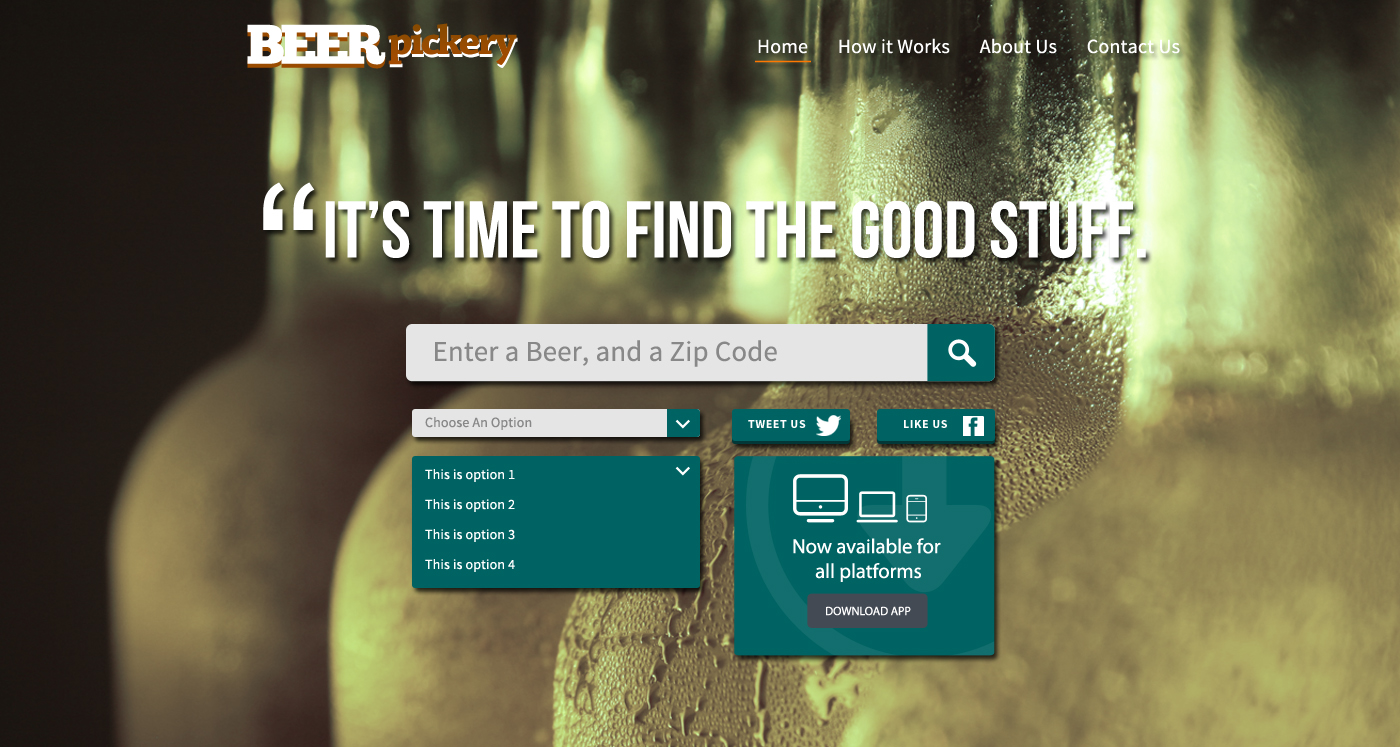 BEER pickery
Home How it Works About Us Contact Us
“IT’S TIME TO FIND THE GOOD STUFF.
Enter a Beer, and a Zip Code
Choose An Option
TWEET US
LIKE US
This is option 1
This is option 2
This is option 3
This is option 4
Now available for
all platforms
DOWNLOAD APP